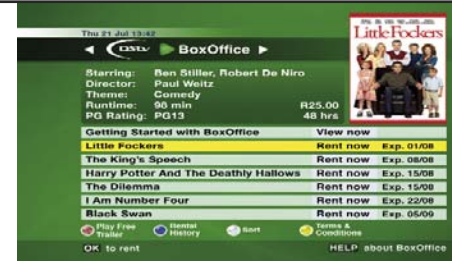 Thu 21 Jul 13:42
DStv BoxOffice
Little Fockers
Starring: Ben Stiller, Robert De Niro
Director: Paul Weitz
Theme: Comedy
Runtime: 98 min R25.00
PG Rating: PG13 48 hrs
Getting Started with BoxOffice View now
Little Fockers Rent now Exp. 01/08
The King's Speech Rent now Exp. 08/08
Harry Potter And The Deathly Hallows Rent now Exp. 15/08
The Dilemma Rent now Exp. 15/08
I Am Number Four Rent now Exp. 22/08
Black Swan Rent now Exp. 05/09
Play Free Trailer
Rental History
Sort
Terms & Conditions
OK to rent
HELP about BoxOffice